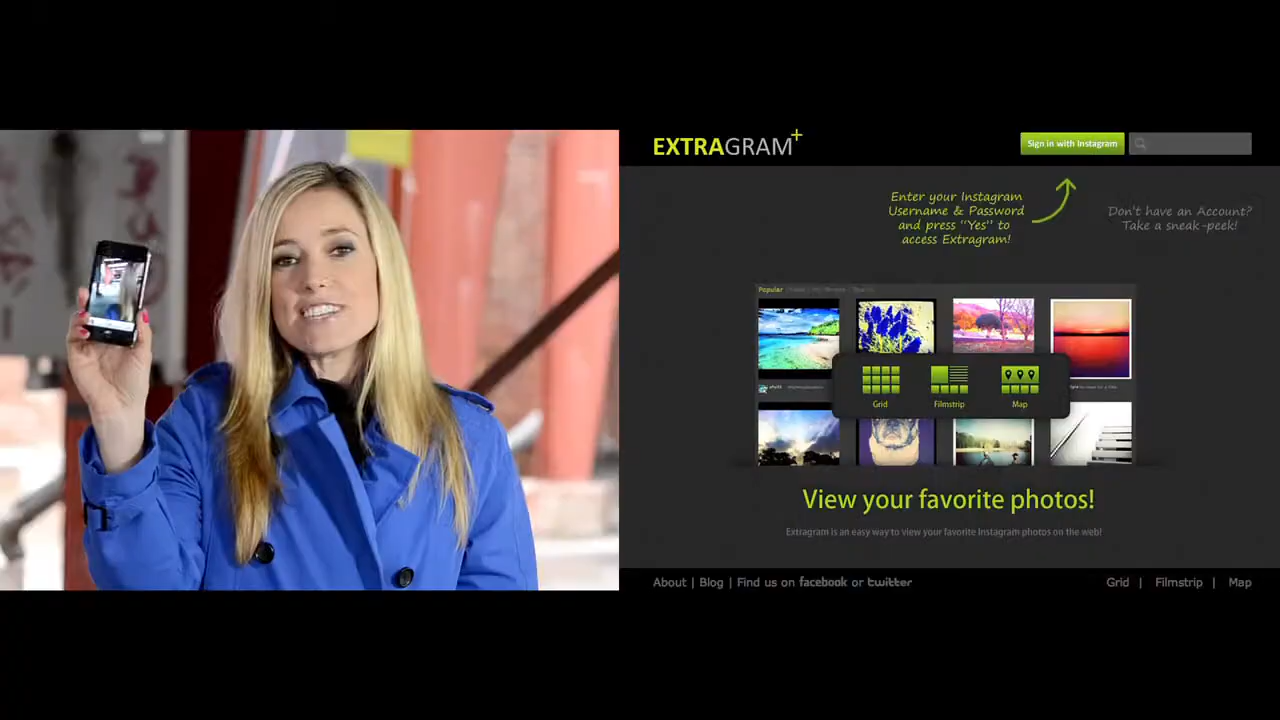 EXTRAGRAM+
Sign in with Instagram
Enter your Instagram
Username & Password
and press "Yes" to
access Extragram!
Don't have an Account?
Take a sneak-peek!
Popular
Grid
Filmstrip
Map
View your favorite photos!
Extragram is an easy way to view your favorite Instagram photos on the web!
About | Blog | Find us on facebook or twitter
Grid | Filmstrip | Map